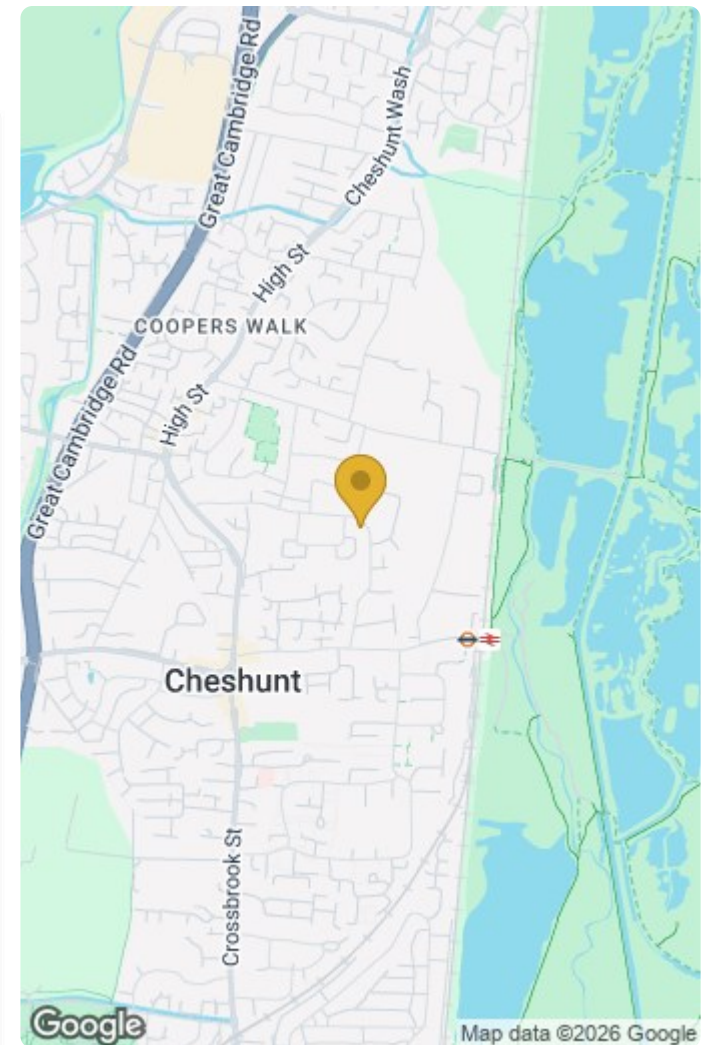 Great Cambridge Rd
Cheshunt Wash
High St
COOPERS WALK
Great Cambridge Rd
High St
Cheshunt
Crossbrook St
Google
Map data ©2026 Google